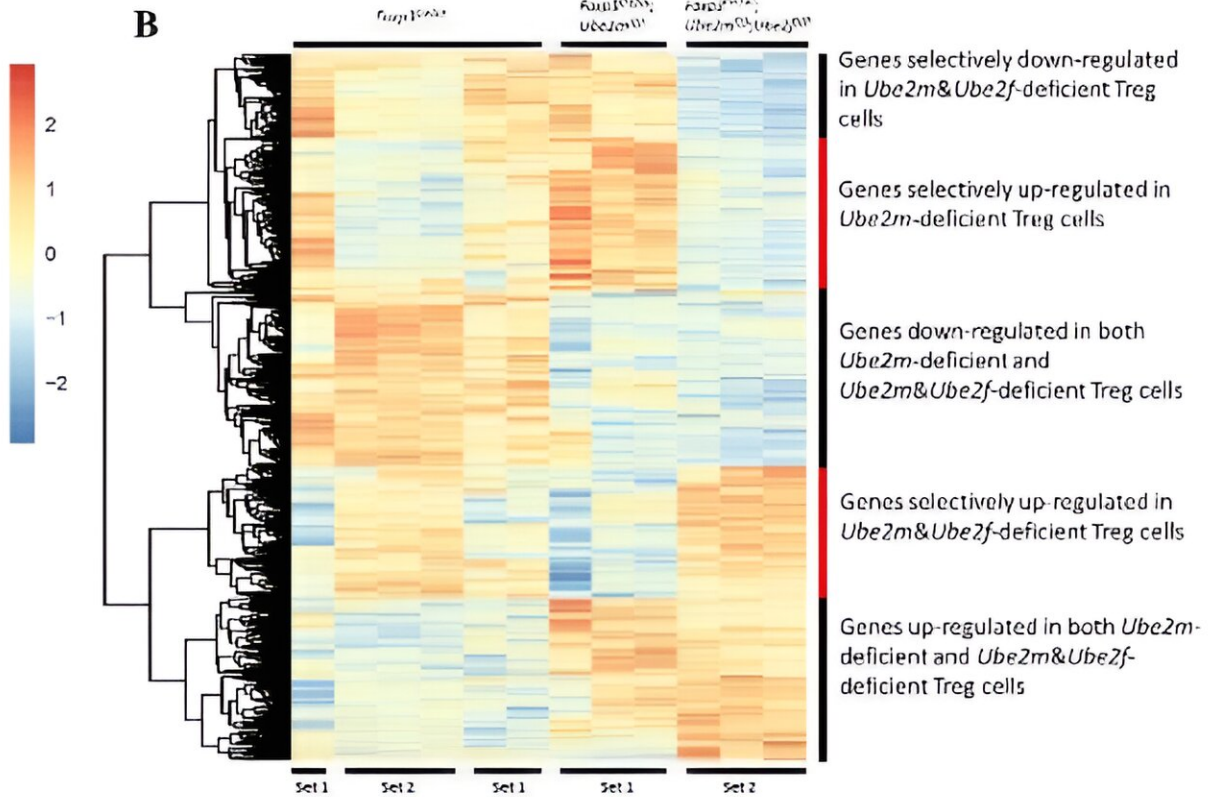 B
Ube2m
2
1
0
−1
−2
Genes selectively down-regulated
in Ube2m&Ube2f-deficient Treg
cells
Genes selectively up-regulated in
Ube2m-deficient Treg cells
Genes down-regulated in both
Ube2m-deficient and
Ube2m&Ube2f-deficient Treg cells
Genes selectively up-regulated in
Ube2m&Ube2f-deficient Treg cells
Genes up-regulated in both Ube2m-
deficient and Ube2m&Ube2f-
deficient Treg cells
Set 1 Set 2 Set 1 Set 1 Set 2